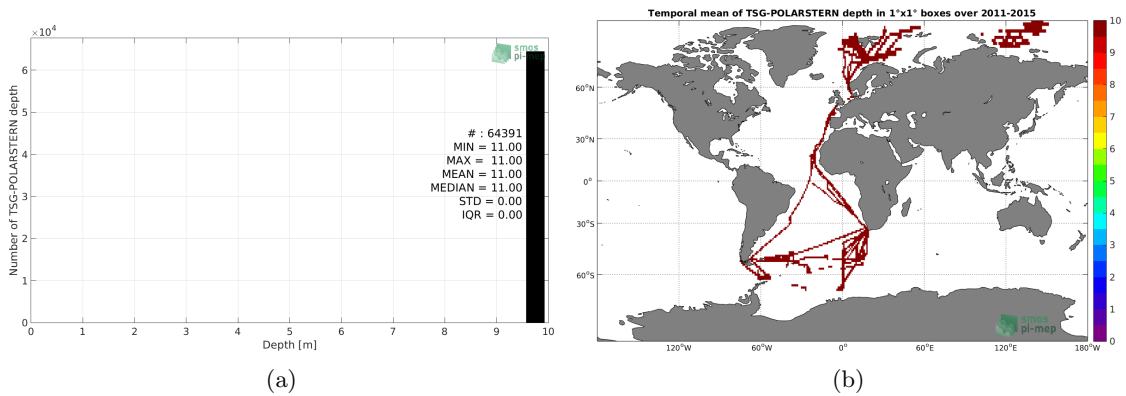 ×10⁴
Number of TSG-POLARSTERN depth
6
5
4
3
2
1
0
smos
pi-mep
# : 64391
MIN = 11.00
MAX = 11.00
MEAN = 11.00
MEDIAN = 11.00
STD = 0.00
IQR = 0.00
0 1 2 3 4 5 6 7 8 9 10
Depth [m]
(a)
Temporal mean of TSG-POLARSTERN depth in 1°x1° boxes over 2011-2015
60°N
30°N
0°
30°S
60°S
120°W 60°W 0° 60°E 120°E 180°W
smos
pi-mep
10
9
8
7
6
5
4
3
2
1
0
(b)